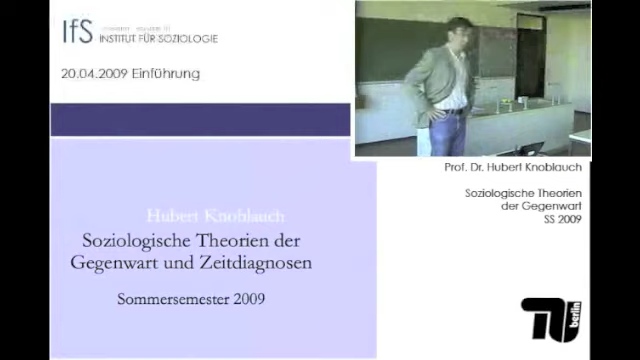 IfS
INSTITUT FÜR SOZIOLOGIE
20.04.2009 Einführung
Hubert Knoblauch
Soziologische Theorien der
Gegenwart und Zeitdiagnosen
Sommersemester 2009
Prof. Dr. Hubert Knoblauch
Soziologische Theorien
der Gegenwart
SS 2009
berlin